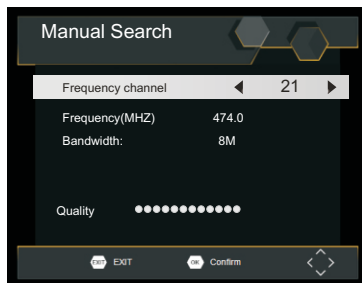 Manual Search
Frequency channel 21
Frequency(MHZ) 474.0
Bandwidth: 8M
Quality
EXIT EXIT OK Confirm